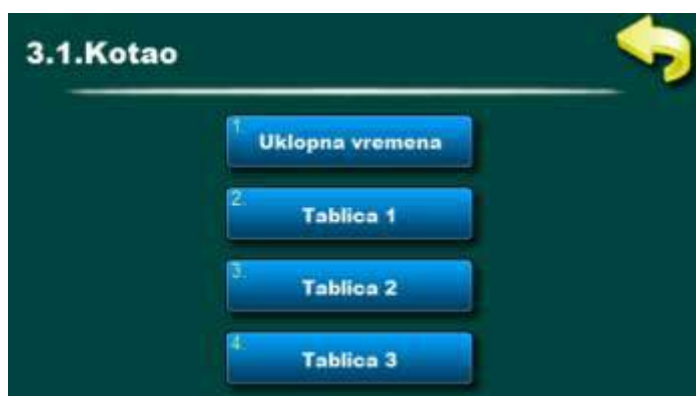 3.1.Kotao
1.
Uklopna vremena
2.
Tablica 1
3.
Tablica 2
4.
Tablica 3